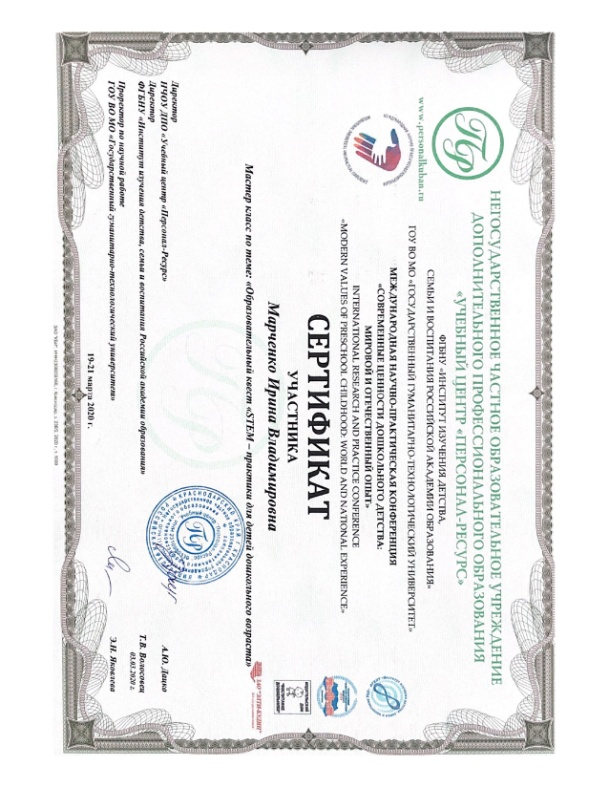 НЕГОСУДАРСТВЕННОЕ ЧАСТНОЕ ОБРАЗОВАТЕЛЬНОЕ УЧРЕЖДЕНИЕ
ДОПОЛНИТЕЛЬНОГО ПРОФЕССИОНАЛЬНОГО ОБРАЗОВАНИЯ
«УЧЕБНЫЙ ЦЕНТР «ПЕРСОНАЛ-РЕСУРС»
ПР
www.personalkuban.ru
ФГБНУ «ИНСТИТУТ ИЗУЧЕНИЯ ДЕТСТВА,
СЕМЬИ И ВОСПИТАНИЯ РОССИЙСКОЙ АКАДЕМИИ ОБРАЗОВАНИЯ»
ГОУ ВО МО «ГОСУДАРСТВЕННЫЙ ГУМАНИТАРНО-ТЕХНОЛОГИЧЕСКИЙ УНИВЕРСИТЕТ»
МЕЖДУНАРОДНАЯ НАУЧНО-ПРАКТИЧЕСКАЯ КОНФЕРЕНЦИЯ
«СОВРЕМЕННЫЕ ЦЕННОСТИ ДОШКОЛЬНОГО ДЕТСТВА:
МИРОВОЙ И ОТЕЧЕСТВЕННЫЙ ОПЫТ»
INTERNATIONAL RESEARCH AND PRACTICE CONFERENCE
«MODERN VALUES OF PRESCHOOL CHILDHOOD: WORLD AND NATIONAL EXPERIENCE»
СЕРТИФИКАТ
УЧАСТНИКА
Марченко Ирина Владимировна
Мастер класс по теме: «Образовательный квест «STEM – практика для детей дошкольного возраста»
Директор
НЧОУ ДПО «Учебный центр «Персонал-Ресурс» А.Ю. Дацко
Директор
ФГБНУ «Институт изучения детства, семьи и воспитания Российской академии образования» Т.В. Волосовец
03.03.2020 г.
Проректор по научной работе
ГОУ ВО МО «Государственный гуманитарно-технологический университет» Э.Н. Яковлева
19-21 марта 2020 г.